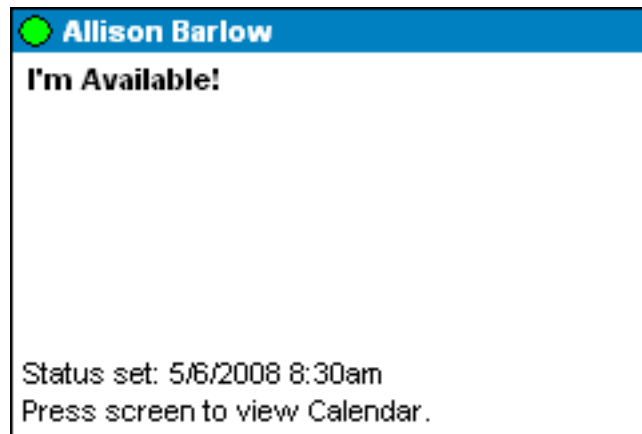 Allison Barlow
I'm Available!
Status set: 5/6/2008 8:30am
Press screen to view Calendar.